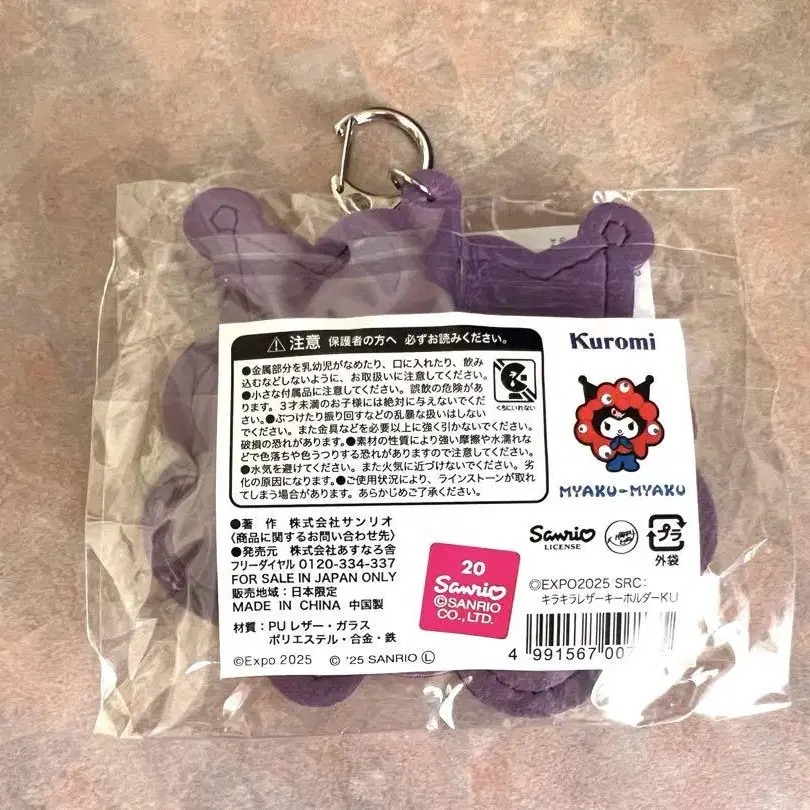 ⚠注意 保護者の方へ 必ずお読みください。
●金属部分を乳幼児がなめたり、口に入れたり、飲み
込むなどしないように、お取扱いに注意してください。
●小さな付属品に注意してください。誤飲の危険があ
ります。3才未満のお子様には絶対に与えないでくだ
さい。●ぶつけたり振り回すなどの乱暴な扱いはしない
でください。また金具などを必要以上に強く引かないでください。
破損の恐れがあります。●素材の性質により強い摩擦や水濡れな
どで色落ちや色うつりする恐れがありますので注意してください。
●水気を避けてください。また火気に近づけないでください。劣
化の原因になります。●ご使用状況により、ラインストーンが取れ
てしまう場合があります。あらかじめご了承ください。
くちにいれない
Kuromi
MYAKU-MYAKU
●著 作 株式会社サンリオ
〈商品に関するお問い合わせ先〉
●発売元 株式会社あすなろ舎
フリーダイヤル 0120-334-337
FOR SALE IN JAPAN ONLY
販売地域:日本限定
MADE IN CHINA 中国製
材質:PU レザー・ガラス
ポリエステル・合金・鉄
©Expo 2025 © '25 SANRIO Ⓛ
20
Sanrio
©SANRIO
CO., LTD.
Sanrio
LICENSE
プラ
外袋
©EXPO2025 SRC:
キラキラレザーキーホルダーKU
4 991567 007